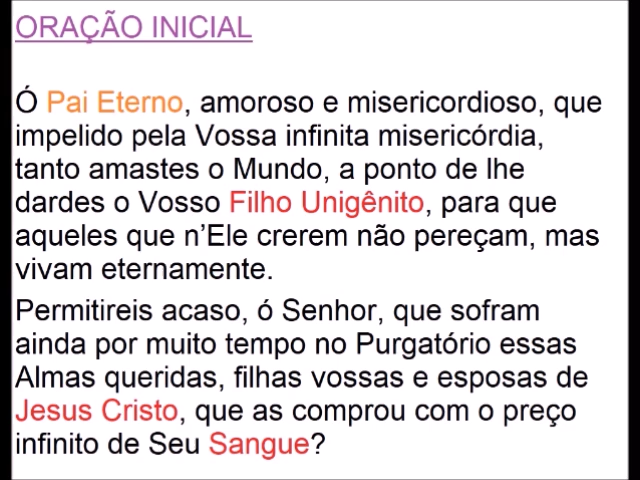 ORAÇÃO INICIAL
Ó Pai Eterno, amoroso e misericordioso, que
impelido pela Vossa infinita misericórdia,
tanto amastes o Mundo, a ponto de lhe
dardes o Vosso Filho Unigênito, para que
aqueles que n’Ele crerem não pereçam, mas
vivam eternamente.
Permitireis acaso, ó Senhor, que sofram
ainda por muito tempo no Purgatório essas
Almas queridas, filhas vossas e esposas de
Jesus Cristo, que as comprou com o preço
infinito de Seu Sangue?